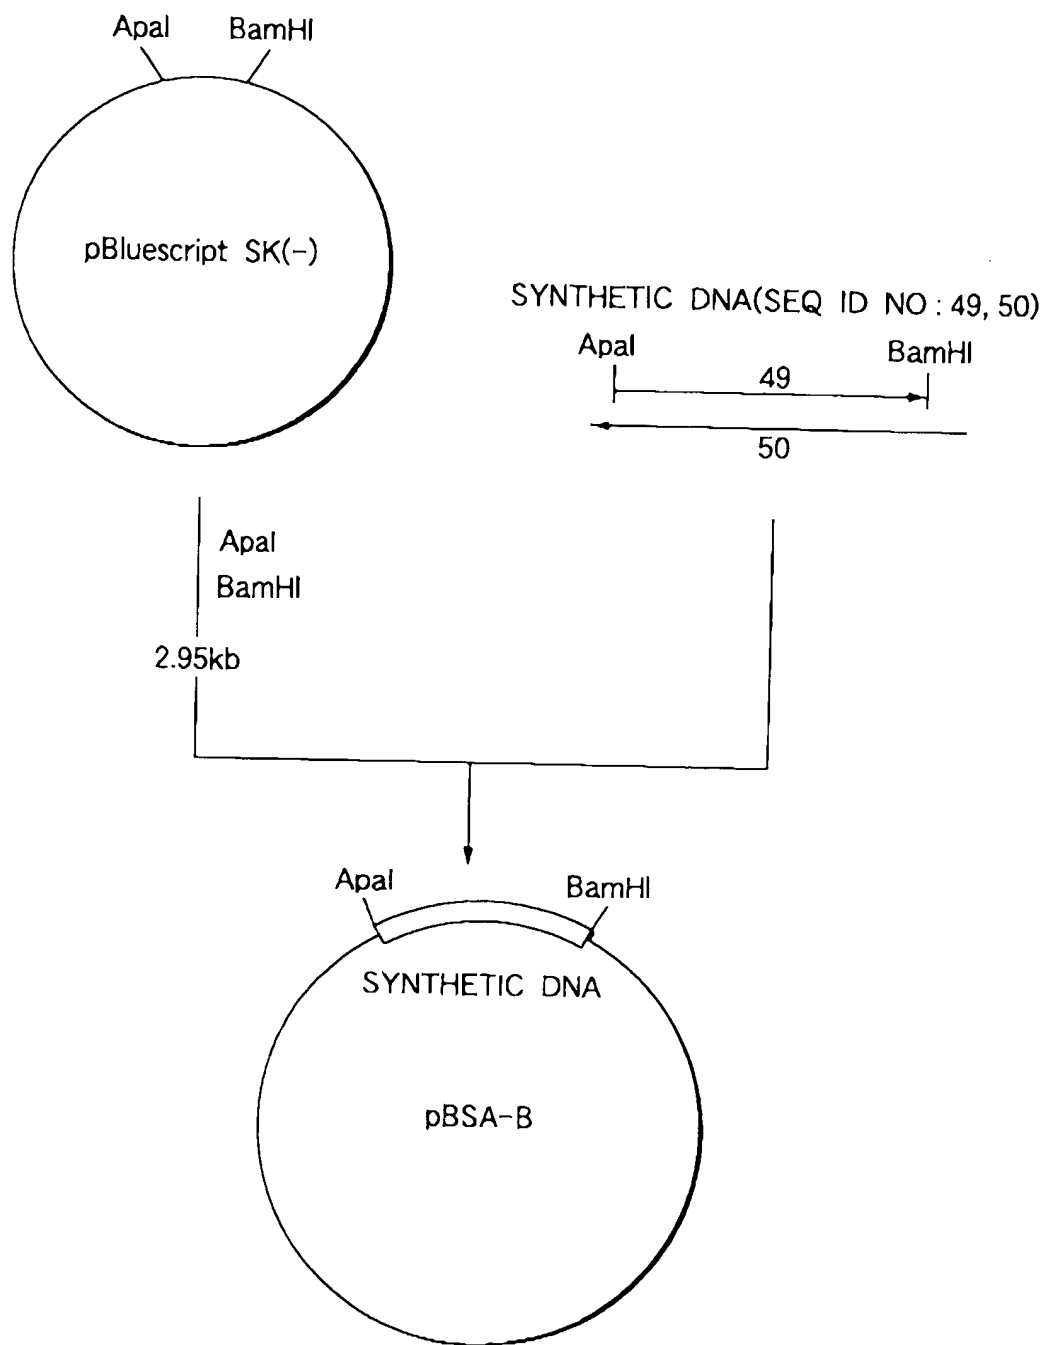 ApaI BamHI
pBluescript SK(-)
SYNTHETIC DNA(SEQ ID NO : 49, 50)
ApaI BamHI
49
50
ApaI
BamHI
2.95kb
ApaI BamHI
SYNTHETIC DNA
pBSA-B